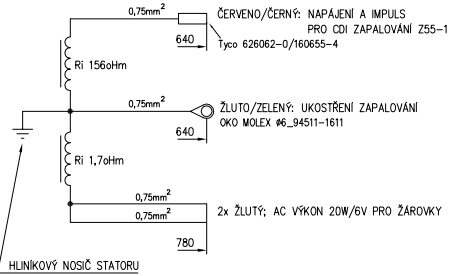 0,75mm²
ČERVENO/ČERNÝ: NAPÁJENÍ A IMPULS
PRO CDI ZAPALOVÁNÍ Z55-1
640
Tyco 626062-0/160655-4
Ri 156oHm
0,75mm²
ŽLUTO/ZELENÝ: UKOSTŘENÍ ZAPALOVÁNÍ
OKO MOLEX ø6_94511-1611
640
Ri 1,7oHm
0,75mm²
0,75mm²
2x ŽLUTÝ; AC VÝKON 20W/6V PRO ŽÁROVKY
780
HLINÍKOVÝ NOSIČ STATORU